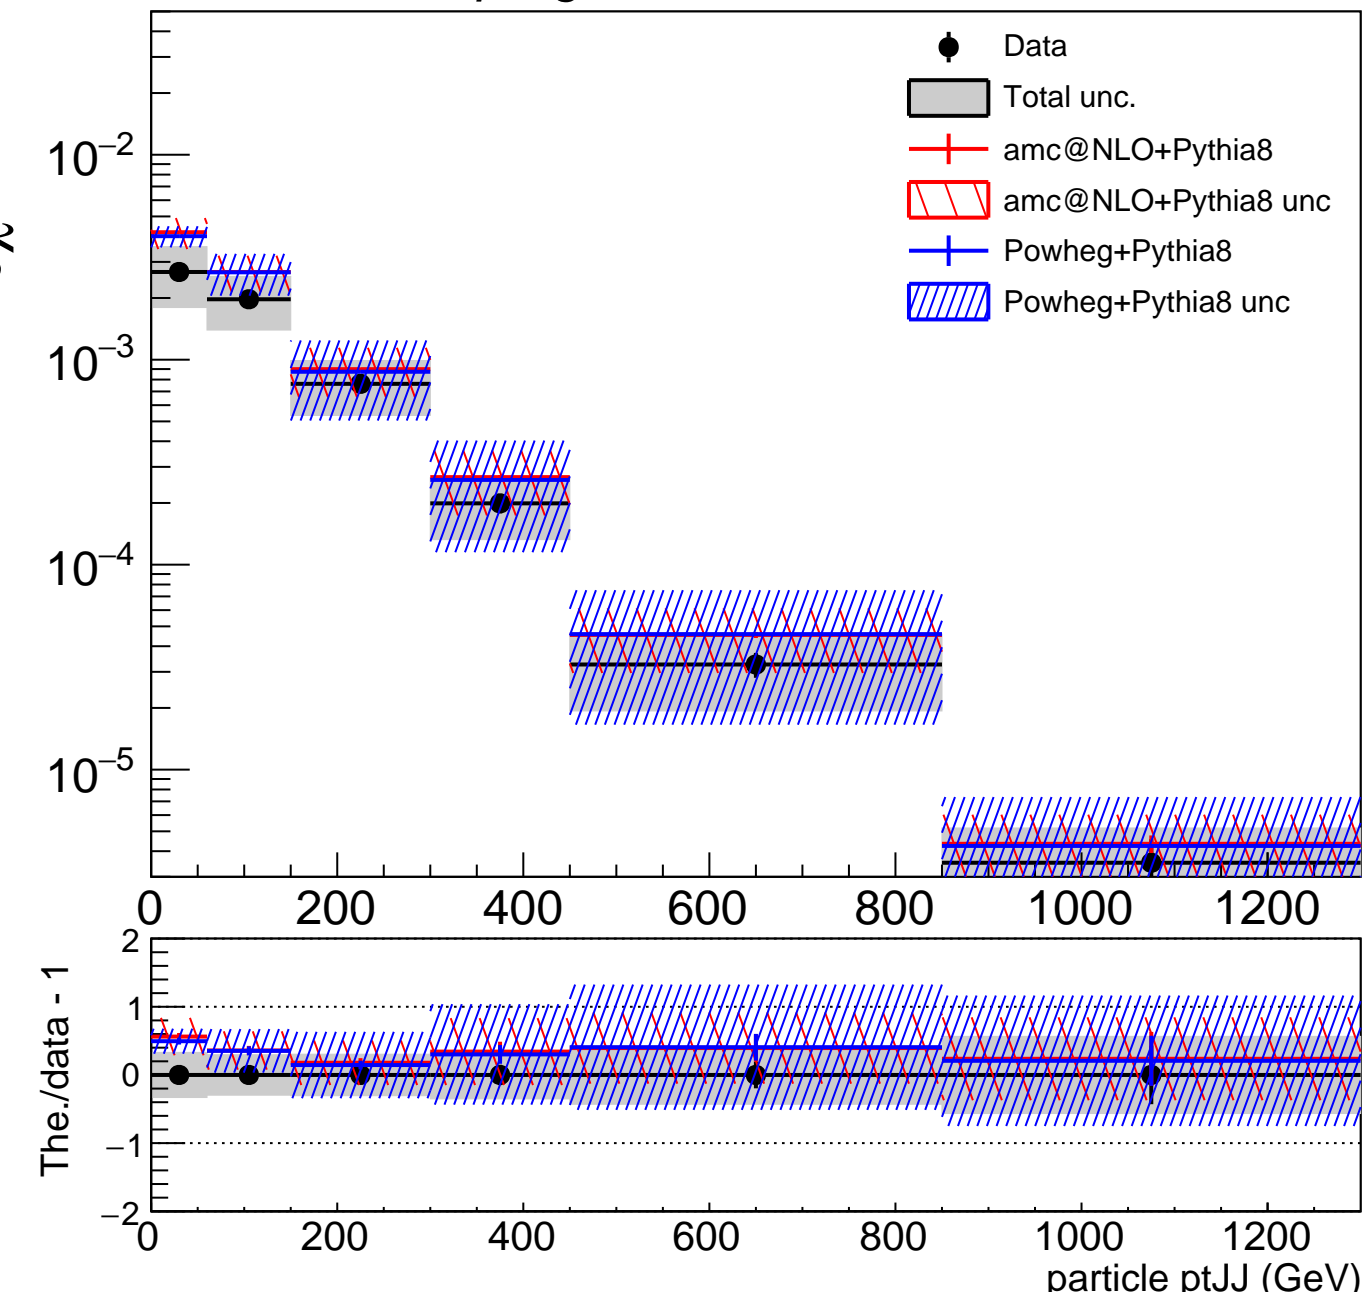 Data
Total unc.
amc@NLO+Pythia8
amc@NLO+Pythia8 unc
Powheg+Pythia8
Powheg+Pythia8 unc
10⁻²
10⁻³
10⁻⁴
10⁻⁵
0 200 400 600 800 1000 1200
The./data - 1
2
1
0
−1
−2
0 200 400 600 800 1000 1200
particle ptJJ (GeV)